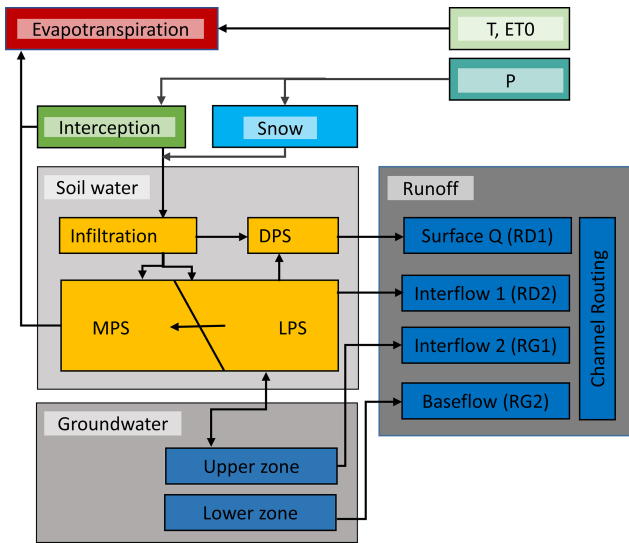 Evapotranspiration
T, ET0
P
Interception
Snow
Soil water
Runoff
Infiltration
DPS
Surface Q (RD1)
MPS
LPS
Interflow 1 (RD2)
Interflow 2 (RG1)
Baseflow (RG2)
Channel Routing
Groundwater
Upper zone
Lower zone